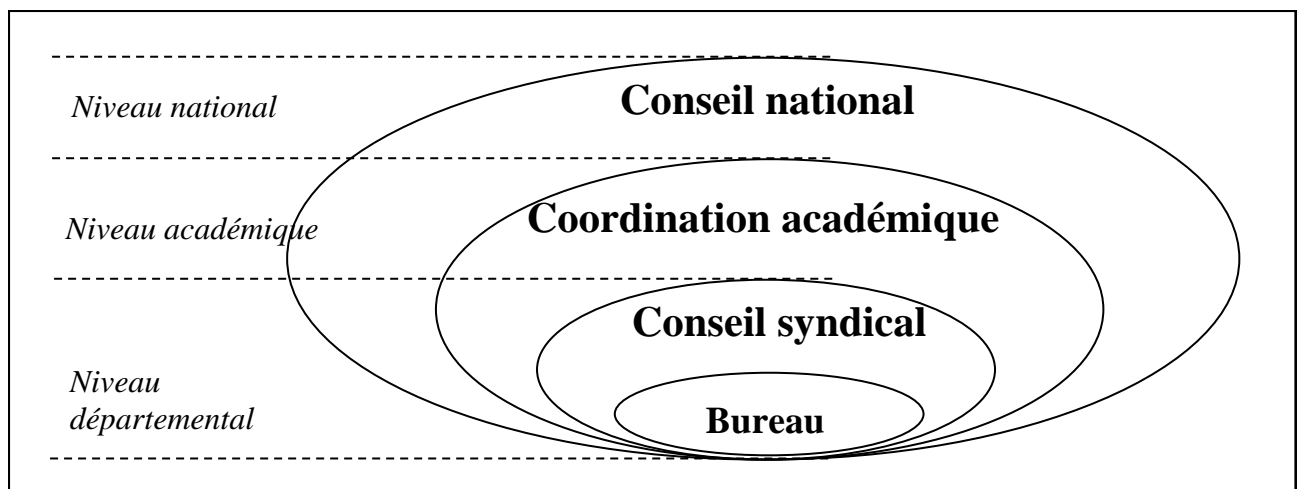 Niveau national
Conseil national
Niveau académique
Coordination académique
Conseil syndical
Niveau
départemental
Bureau